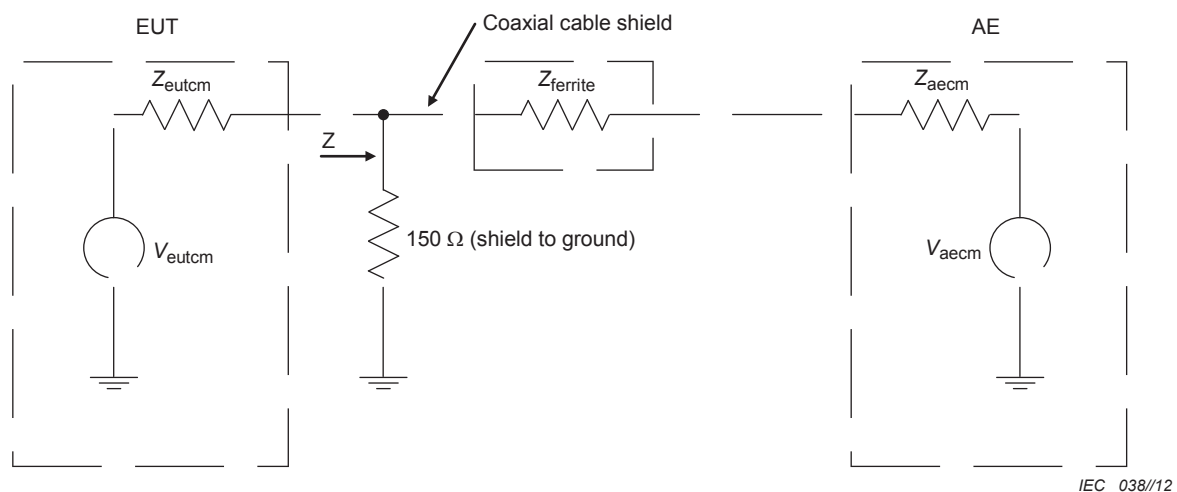 EUT
Coaxial cable shield
AE
Zeutcm
Zferrite
Zaecm
Z
150 Ω (shield to ground)
Veutcm
Vaecm
IEC 038//12